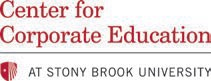 Center for
Corporate Education
AT STONY BROOK UNIVERSITY